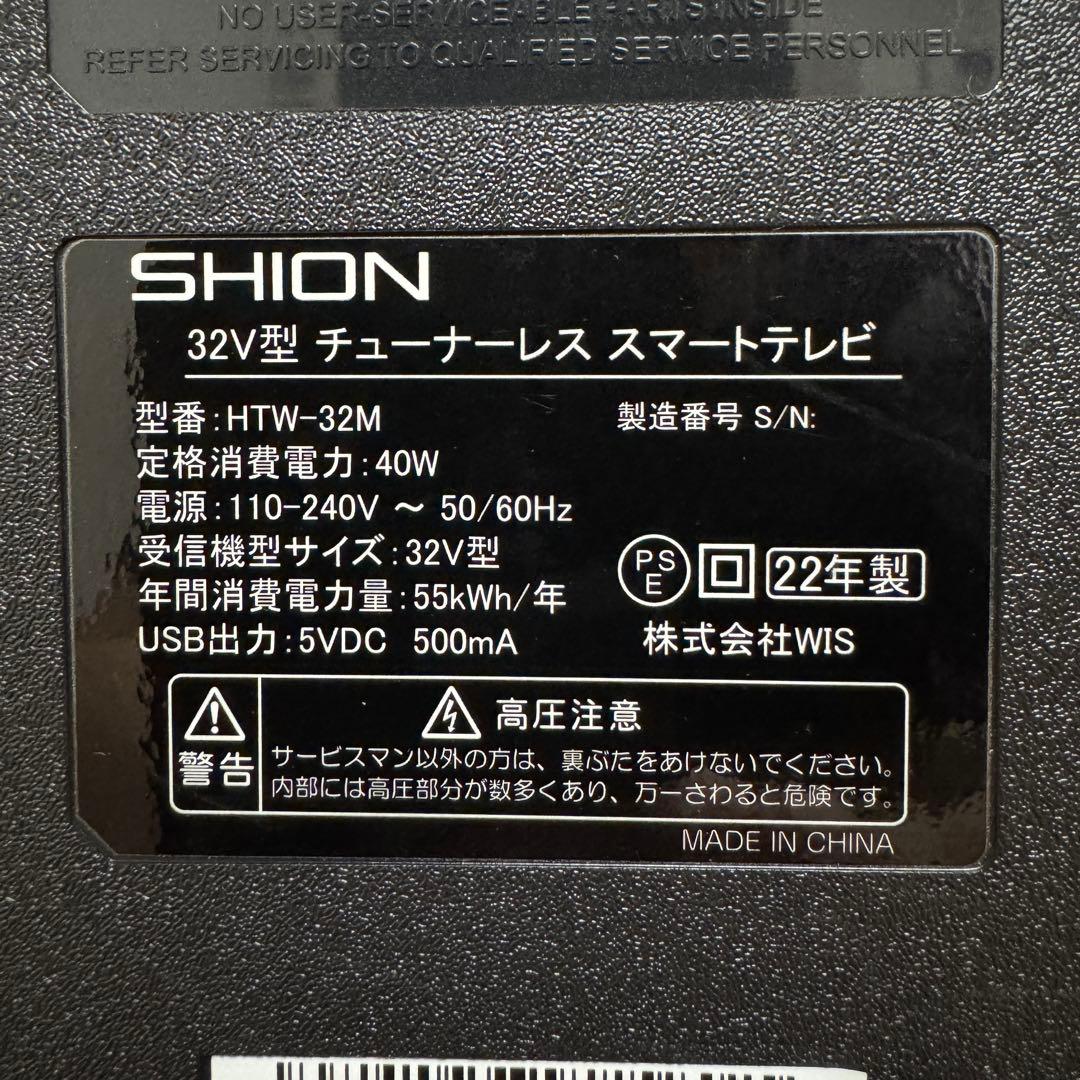 NO USER-SERVICEABLE PARTS INSIDE
REFER SERVICING TO QUALIFIED SERVICE PERSONNEL
SHION
32V型 チューナーレス スマートテレビ
型番:HTW-32M
製造番号 S/N:
定格消費電力:40W
電源:110-240V ～ 50/60Hz
受信機型サイズ:32V型
年間消費電力量:55kWh/年
USB出力:5VDC 500mA
PS
E
22年製
株式会社WIS
警告
高圧注意
サービスマン以外の方は、裏ぶたをあけないでください。
内部には高圧部分が数多くあり、万一さわると危険です。
MADE IN CHINA